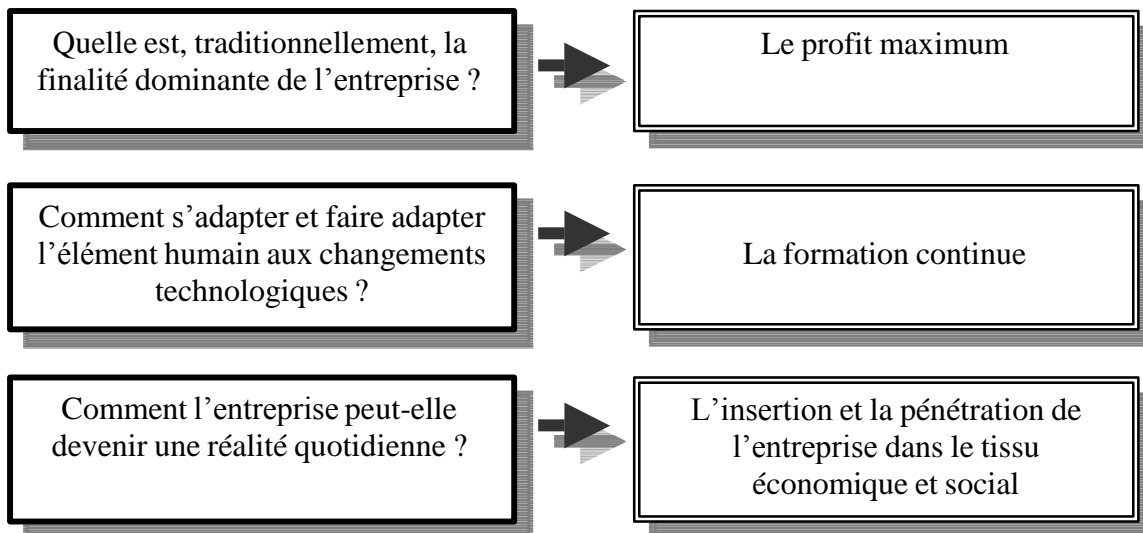 Quelle est, traditionnellement, la
finalité dominante de l’entreprise ?
Le profit maximum
Comment s’adapter et faire adapter
l’élément humain aux changements
technologiques ?
La formation continue
Comment l’entreprise peut-elle
devenir une réalité quotidienne ?
L’insertion et la pénétration de
l’entreprise dans le tissu
économique et social